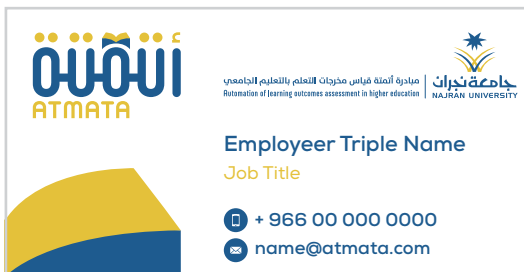 أتمتة
ATMATA
مبادرة أتمتة قياس مخرجات التعلم بالتعليم الجامعي
Automation of learning outcomes assessment in higher education
جامعة نجران
NAJRAN UNIVERSITY
Employeer Triple Name
Job Title
+ 966 00 000 0000
name@atmata.com